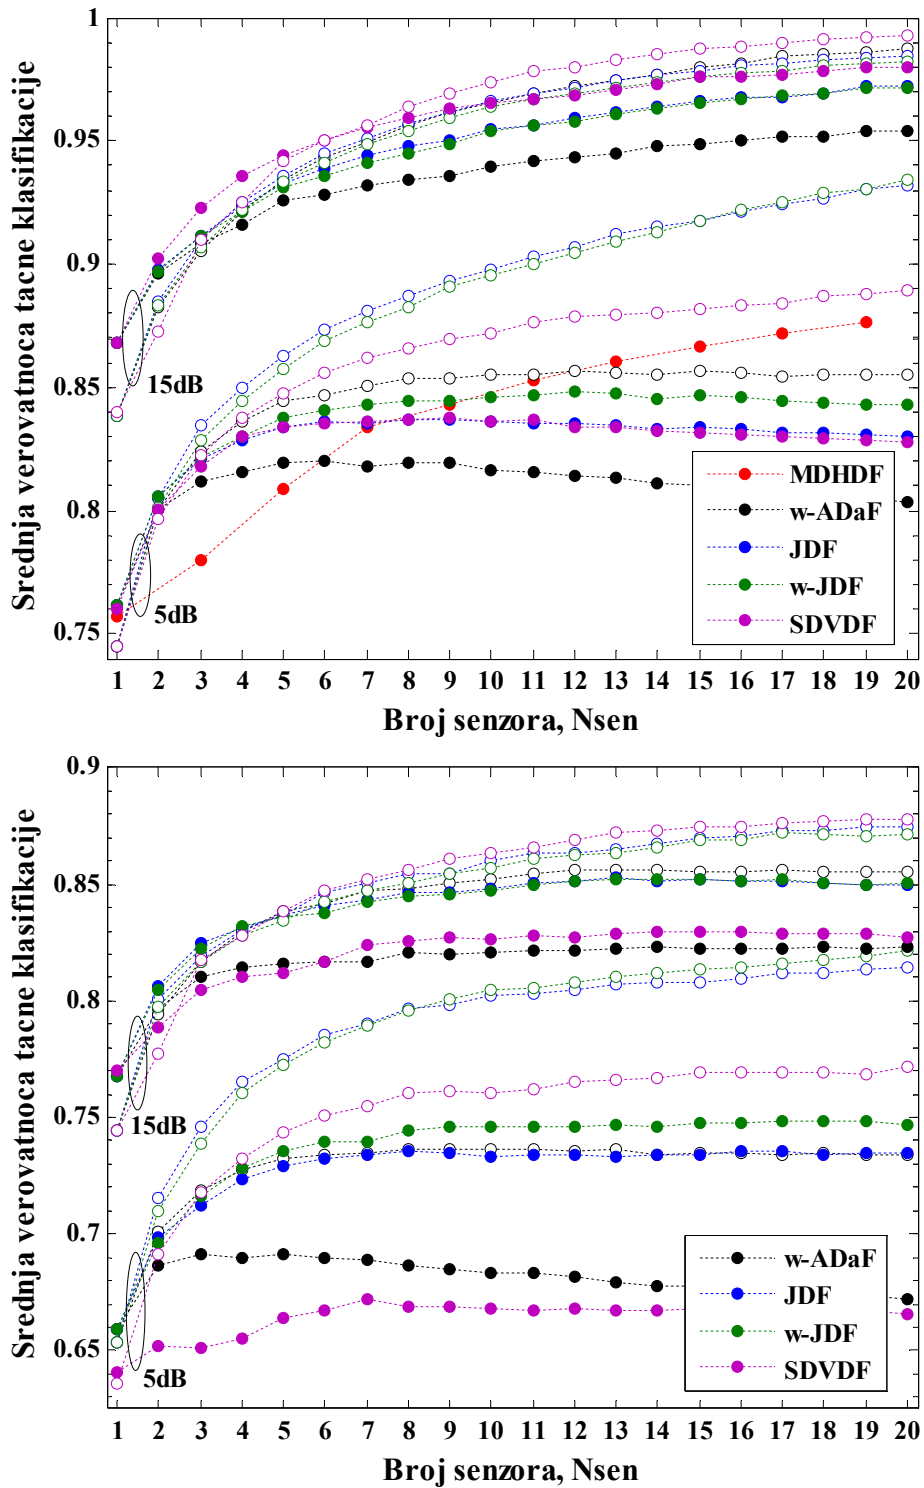 Srednja verovatnoca tacne klasifikacije
1
0.95
0.9
0.85
0.8
0.75
15dB
5dB
MDHDF
w-ADaF
JDF
w-JDF
SDVDF
1 2 3 4 5 6 7 8 9 10 11 12 13 14 15 16 17 18 19 20
Broj senzora, Nsen
Srednja verovatnoca tacne klasifikacije
0.9
0.85
0.8
0.75
0.7
0.65
15dB
5dB
w-ADaF
JDF
w-JDF
SDVDF
1 2 3 4 5 6 7 8 9 10 11 12 13 14 15 16 17 18 19 20
Broj senzora, Nsen